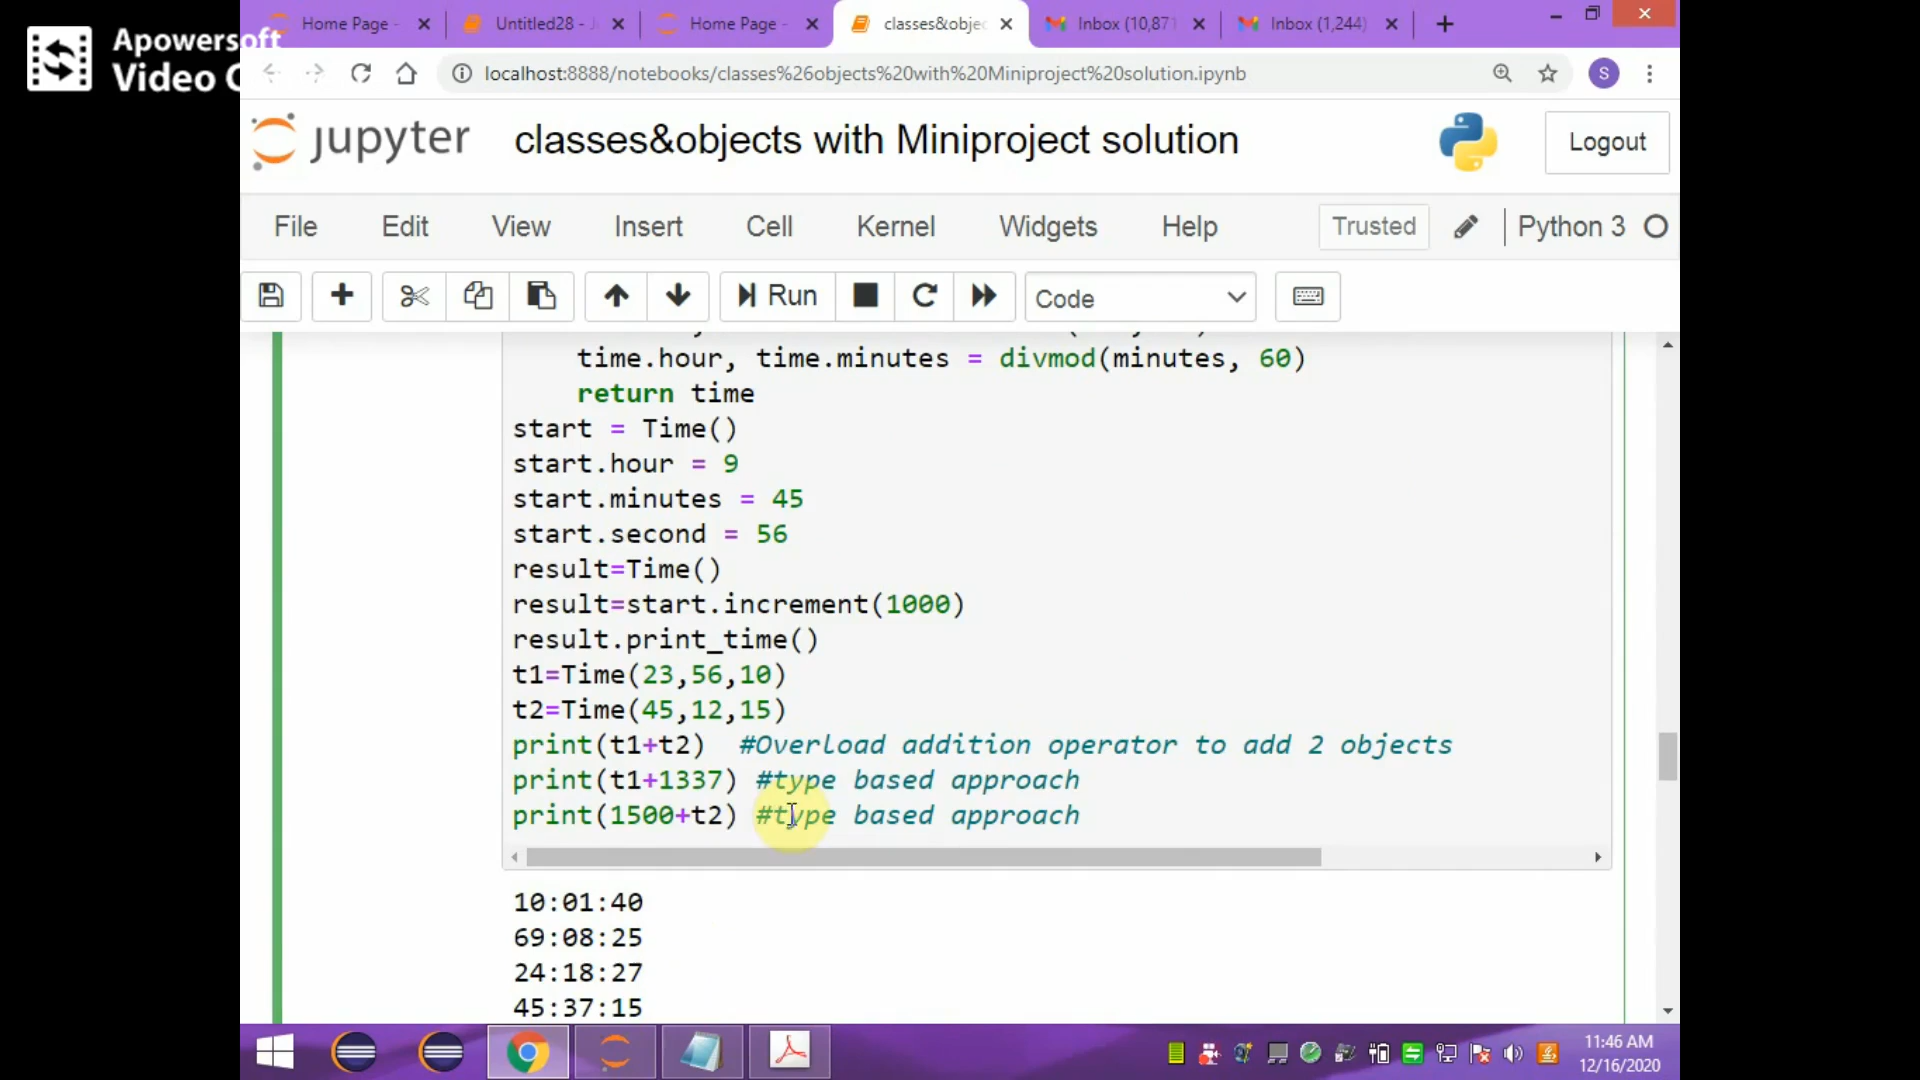 Apowersoft
Video C
Home Page -
Untitled28 - J
Home Page -
classes&objec
Inbox (10,871
Inbox (1,244)
localhost:8888/notebooks/classes%26objects%20with%20Miniproject%20solution.ipynb
S
jupyter
classes&objects with Miniproject solution
Logout
File Edit View Insert Cell Kernel Widgets Help
Trusted
Python 3
Run
Code
time.hour, time.minutes = divmod(minutes, 60)
return time
start = Time()
start.hour = 9
start.minutes = 45
start.second = 56
result=Time()
result=start.increment(1000)
result.print_time()
t1=Time(23,56,10)
t2=Time(45,12,15)
print(t1+t2) #Overload addition operator to add 2 objects
print(t1+1337) #type based approach
print(1500+t2) #type based approach
10:01:40
69:08:25
24:18:27
45:37:15
11:46 AM
12/16/2020